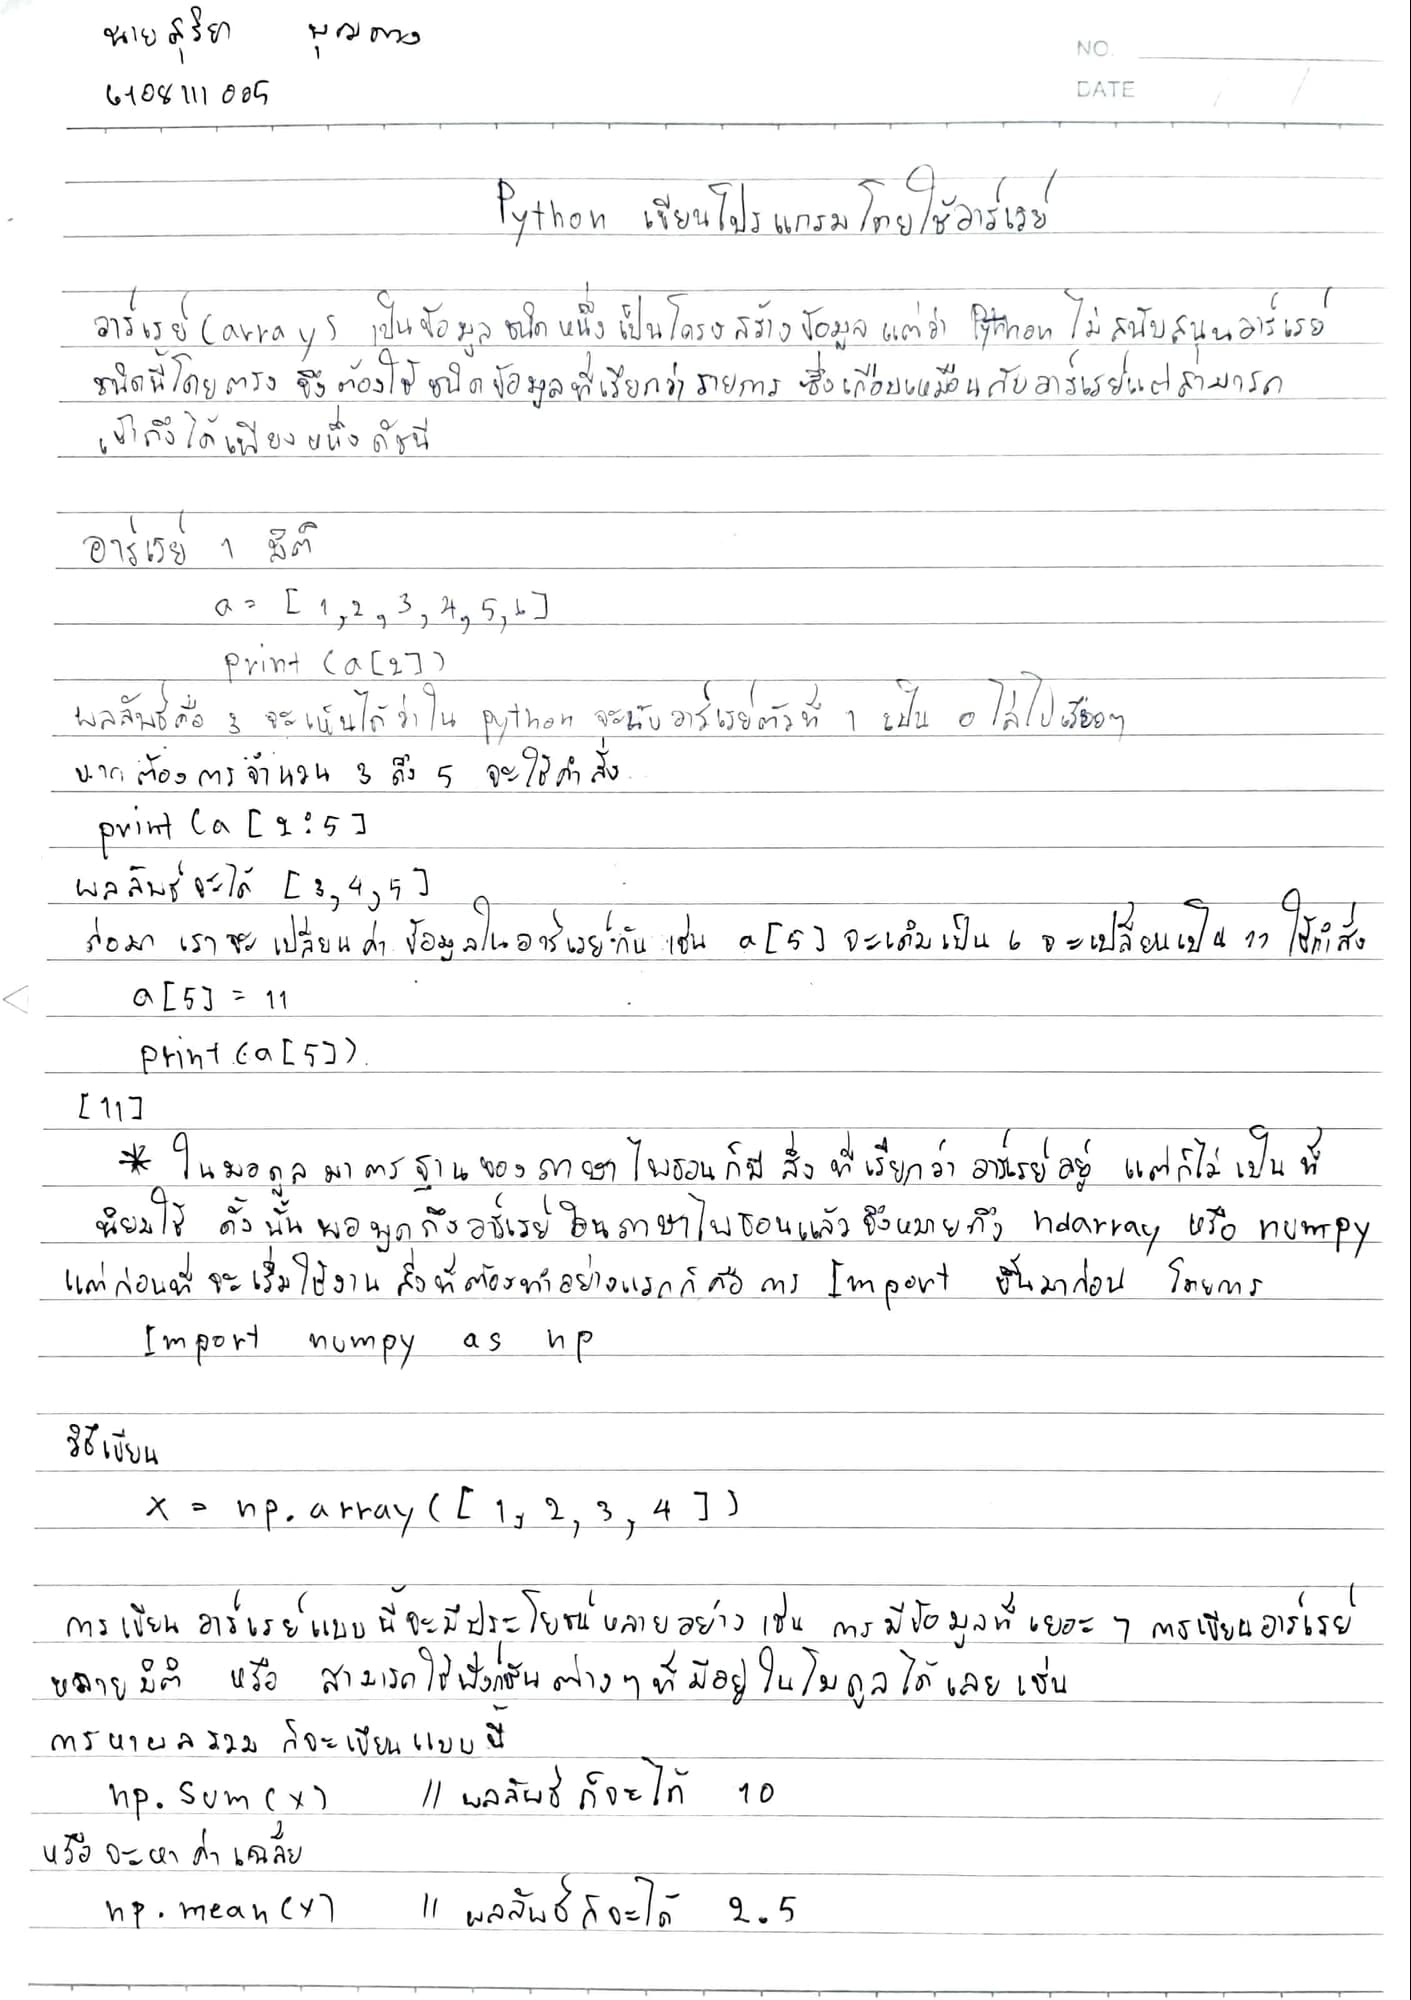 นายสุริยา บุญถาวง
6108111005
NO.
DATE / /
Python เขียนโปรแกรมโดยใช้อาร์เรย์
อาร์เรย์ (array) เป็นข้อมูลชนิดหนึ่งเป็นโครงสร้างข้อมูล แต่ว่า Python ไม่สนับสนุนอาร์เรย์
ชนิดนี้โดยตรง จึงต้องใช้ชนิดข้อมูลที่เรียกว่ารายการ ซึ่งเกือบเหมือนกับอาร์เรย์แต่สามารถ
เข้าถึงได้เพียงหนึ่งดัชนี
อาร์เรย์ 1 มิติ
a = [1,2,3,4,5,6]
print (a[2])
ผลลัพธ์คือ 3 จะเห็นได้ว่าใน python จะนับอาร์เรย์ตัวที่ 1 เป็น 0 ไล่ไปเรื่อยๆ
หากต้องการจำนวน 3 ถึง 5 จะใช้คำสั่ง
print (a [2:5]
ผลลัพธ์จะได้ [3,4,5]
ต่อมา เราจะเปลี่ยนค่าข้อมูลในอาร์เรย์กัน เช่น a[5] จะเดิมเป็น 6 จะเปลี่ยนเป็น 11 ใช้คำสั่ง
a[5] = 11
print (a[5]).
[11]
* ในมอดูลมาตรฐานของภาษาไพธอนก็มีสิ่งที่เรียกว่าอาร์เรย์อยู่ แต่ก็ไม่เป็นที่
นิยมใช้ ดังนั้นพอพูดถึงอาร์เรย์ในภาษาไพธอนแล้วจึงหมายถึง ndarray หรือ numpy
แต่ก่อนที่จะเริ่มใช้งาน สิ่งที่ต้องทำอย่างแรกก็คือการ Import ขึ้นมาก่อน โดยการ
Import numpy as np
วิธีเขียน
x = np.array([1,2,3,4])
การเขียนอาร์เรย์แบบนี้จะมีประโยชน์หลายอย่าง เช่น การมีข้อมูลที่เยอะๆ การเขียนอาร์เรย์
หลายมิติ หรือ สามารถใช้ฟังก์ชันต่างๆที่มีอยู่ในโมดูลได้เลย เช่น
การหาผลรวม ก็จะเขียนแบบนี้
np.sum(x) // ผลลัพธ์ก็จะได้ 10
หรือจะหาค่าเฉลี่ย
np.mean(x) // ผลลัพธ์ก็จะได้ 2.5